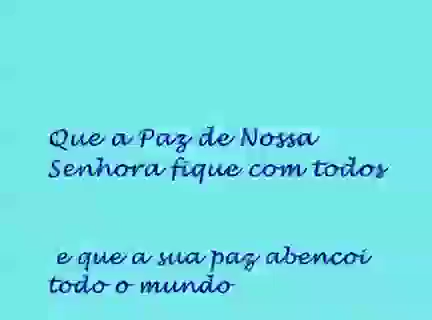 Que a Paz de Nossa
Senhora fique com todos
e que a sua paz abencoi
todo o mundo